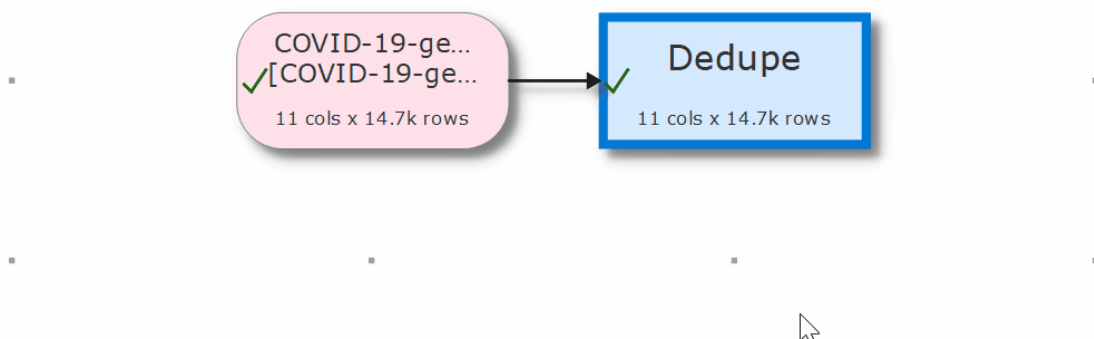 COVID-19-ge...
[COVID-19-ge...
11 cols x 14.7k rows
Dedupe
11 cols x 14.7k rows